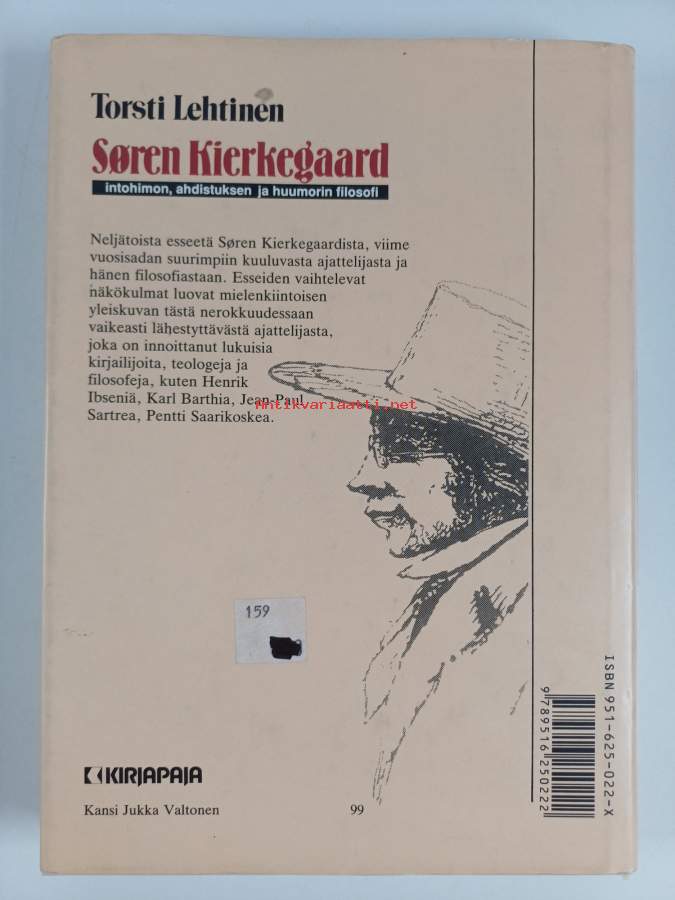 Torsti Lehtinen
Søren Kierkegaard
intohimon, ahdistuksen ja huumorin filosofi
Neljätoista esseetä Søren Kierkegaardista, viime
vuosisadan suurimpiin kuuluvasta ajattelijasta ja
hänen filosofiastaan. Esseiden vaihtelevat
näkökulmat luovat mielenkiintoisen
yleiskuvan tästä nerokkuudessaan
vaikeasti lähestyttävästä ajattelijasta,
joka on innoittanut lukuisia
kirjailijoita, teologeja ja
filosofeja, kuten Henrik
Ibseniä, Karl Barthia, Jean-Paul
Sartrea, Pentti Saarikoskea.
Antikvariaatti.net
159
ISBN 951-625-022-X
9 789516 250222
KIRJAPAJA
Kansi Jukka Valtonen 99